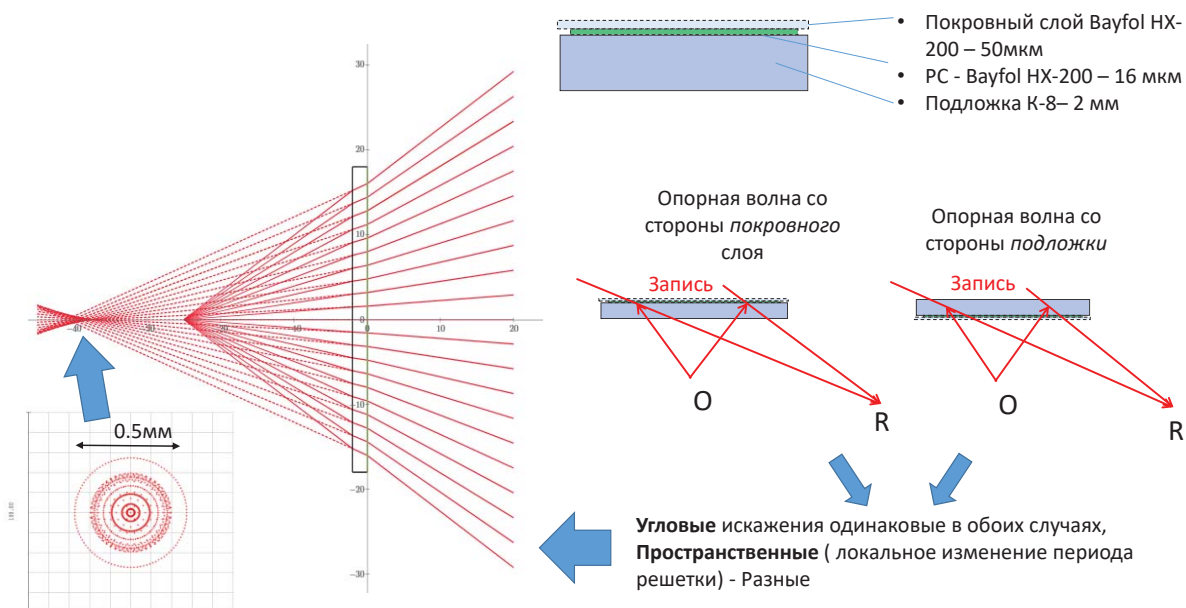 • Покровный слой Bayfol HX-
200 – 50мкм
• РС - Bayfol HX-200 – 16 мкм
• Подложка К-8– 2 мм
30
20
10
0
−10
−20
−30
−40
−20
−10
0
10
20
0.5мм
Опорная волна со
стороны покровного
слоя
Запись
O
R
Опорная волна со
стороны подложки
Запись
O
R
Угловые искажения одинаковые в обоих случаях,
Пространственные ( локальное изменение периода
решетки) - Разные